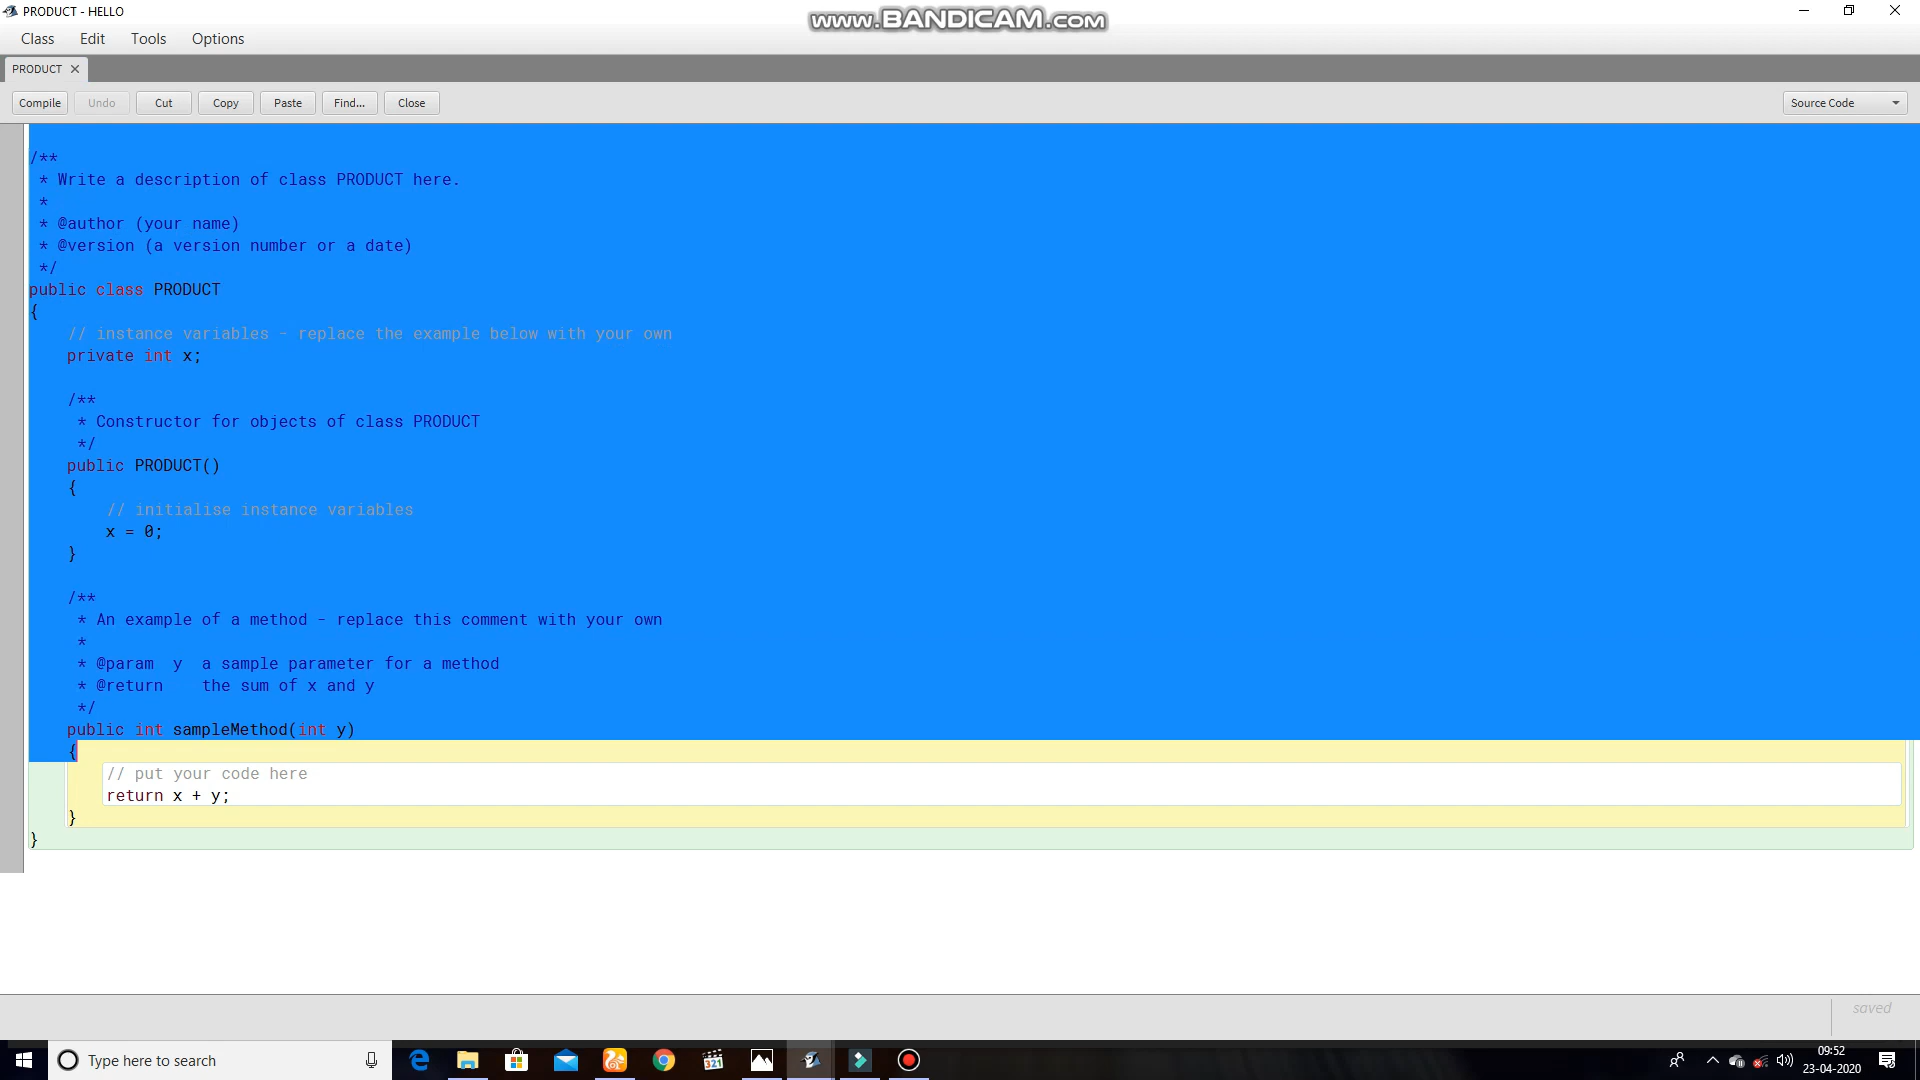 PRODUCT - HELLO
www.BANDICAM.com
Class Edit Tools Options
PRODUCT
Compile Undo Cut Copy Paste Find... Close Source Code
/**
 * Write a description of class PRODUCT here.
 *
 * @author (your name)
 * @version (a version number or a date)
 */
public class PRODUCT
{
    // instance variables - replace the example below with your own
    private int x;
    /**
     * Constructor for objects of class PRODUCT
     */
    public PRODUCT()
    {
        // initialise instance variables
        x = 0;
    }
    /**
     * An example of a method - replace this comment with your own
     *
     * @param  y  a sample parameter for a method
     * @return    the sum of x and y
     */
    public int sampleMethod(int y)
    {
        // put your code here
        return x + y;
    }
}
saved
Type here to search
321
09:52
23-04-2020